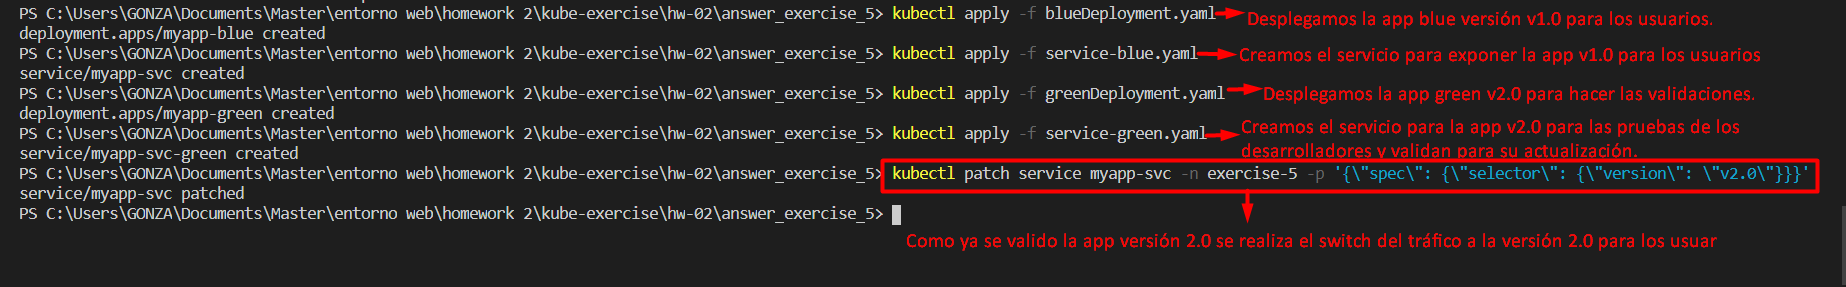 PS C:\Users\GONZA\Documents\Master\entorno web\homework 2\kube-exercise\hw-02\answer_exercise_5> kubectl apply -f blueDeployment.yaml Desplegamos la app blue versión v1.0 para los usuarios.
deployment.apps/myapp-blue created
PS C:\Users\GONZA\Documents\Master\entorno web\homework 2\kube-exercise\hw-02\answer_exercise_5> kubectl apply -f service-blue.yaml Creamos el servicio para exponer la app v1.0 para los usuarios
service/myapp-svc created
PS C:\Users\GONZA\Documents\Master\entorno web\homework 2\kube-exercise\hw-02\answer_exercise_5> kubectl apply -f greenDeployment.yaml Desplegamos la app green v2.0 para hacer las validaciones.
deployment.apps/myapp-green created
PS C:\Users\GONZA\Documents\Master\entorno web\homework 2\kube-exercise\hw-02\answer_exercise_5> kubectl apply -f service-green.yaml Creamos el servicio para la app v2.0 para las pruebas de los
service/myapp-svc-green created desarrolladores y validan para su actualización.
PS C:\Users\GONZA\Documents\Master\entorno web\homework 2\kube-exercise\hw-02\answer_exercise_5> kubectl patch service myapp-svc -n exercise-5 -p '{\"spec\": {\"selector\": {\"version\": \"v2.0\"}}}'
service/myapp-svc patched
PS C:\Users\GONZA\Documents\Master\entorno web\homework 2\kube-exercise\hw-02\answer_exercise_5>
Como ya se valido la app versión 2.0 se realiza el switch del tráfico a la versión 2.0 para los usuar